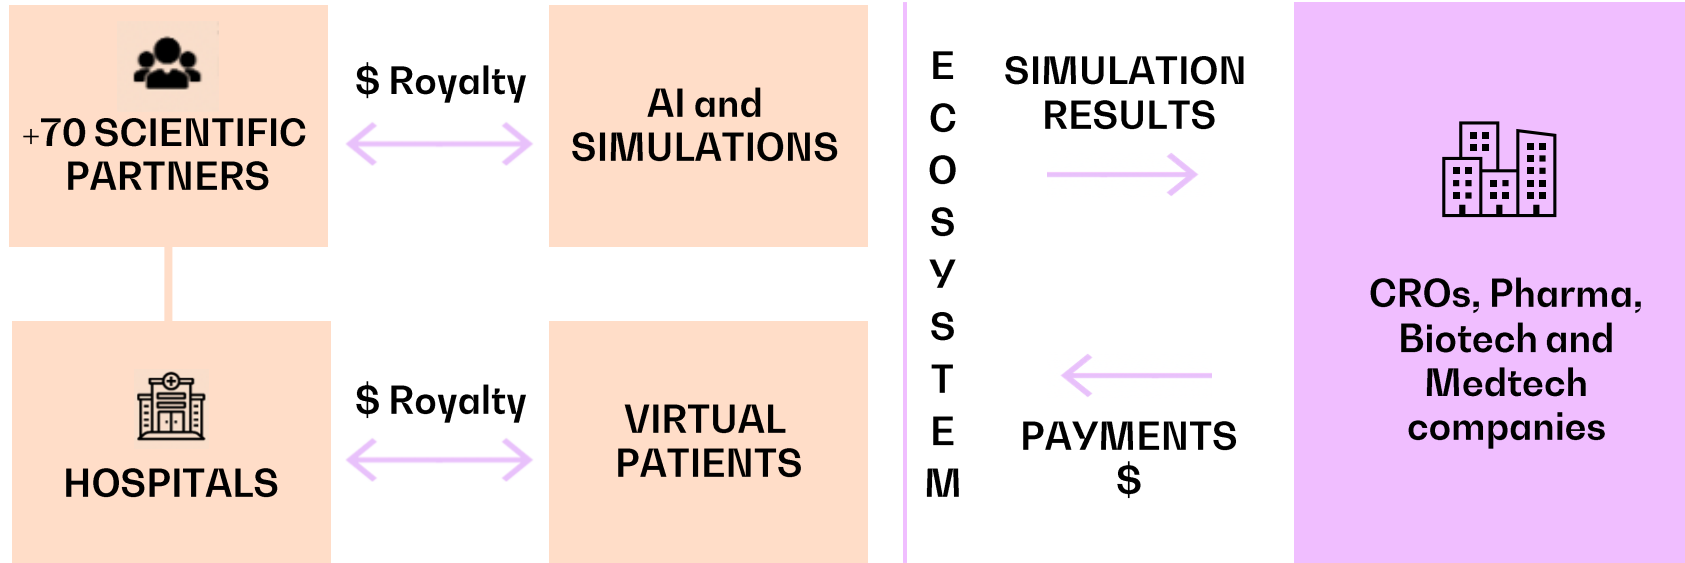 +70 SCIENTIFIC
PARTNERS
$ Royalty
AI and
SIMULATIONS
HOSPITALS
$ Royalty
VIRTUAL
PATIENTS
ECOSYSTEM
SIMULATION
RESULTS
PAYMENTS
$
CROs, Pharma,
Biotech and
Medtech
companies